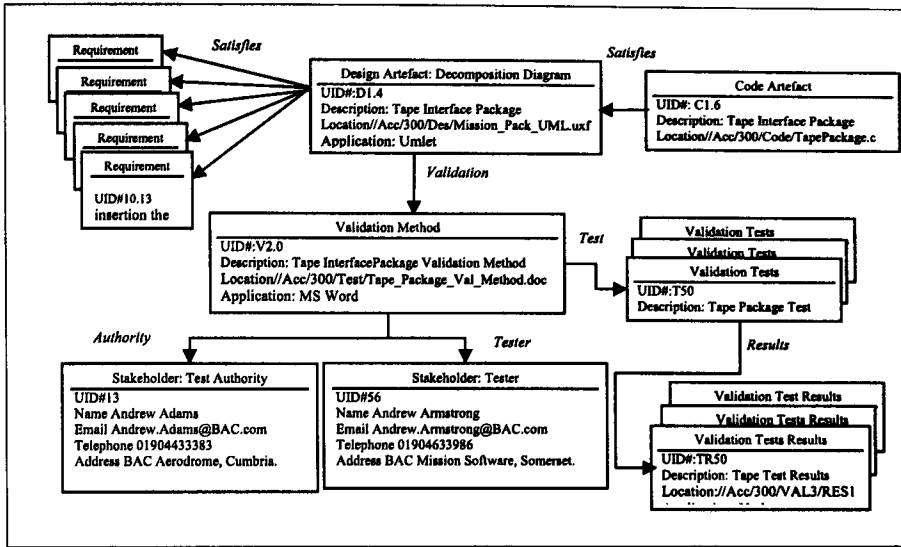 Requirement
Requirement
Requirement
Requirement
Requirement
UID#10.13
insertion the
Satisfies
Design Artefact: Decomposition Diagram
UID#:D1.4
Description: Tape Interface Package
Location//Acc/300/Des/Mission_Pack_UML.uxf
Application: Umlet
Satisfies
Code Artefact
UID#: C1.6
Description: Tape Interface Package
Location//Acc/300/Code/TapePackage.c
Validation
Validation Method
UID#:V2.0
Description: Tape InterfacePackage Validation Method
Location//Acc/300/Test/Tape_Package_Val_Method.doc
Application: MS Word
Test
Validation Tests
Validation Tests
Validation Tests
UID#:T50
Description: Tape Package Test
Authority
Tester
Results
Stakeholder: Test Authority
UID#13
Name Andrew Adams
Email Andrew.Adams@BAC.com
Telephone 01904433383
Address BAC Aerodrome, Cumbria.
Stakeholder: Tester
UID#56
Name Andrew Armstrong
Email Andrew.Armstrong@BAC.com
Telephone 01904633986
Address BAC Mission Software, Somerset.
Validation Test Results
Validation Tests Results
Validation Tests Results
UID#:TR50
Description: Tape Test Results
Location://Acc/300/VAL3/RES1